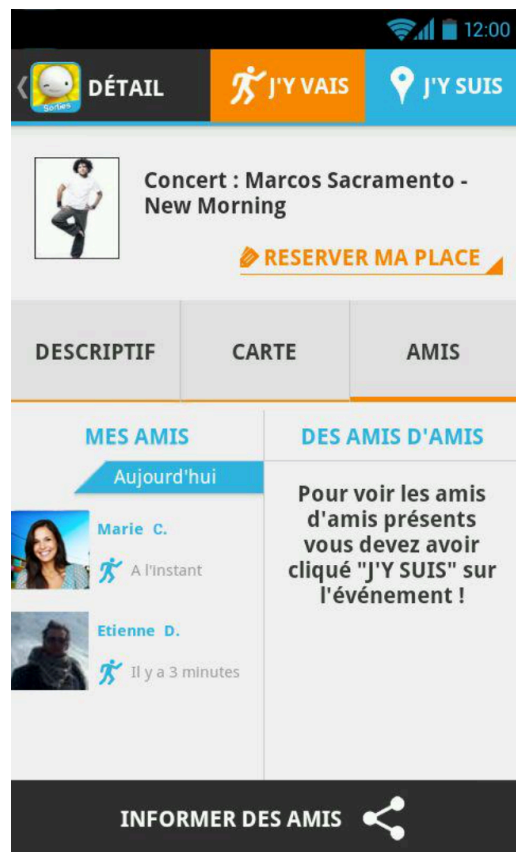 12:00
Sorties
DÉTAIL
J'Y VAIS
J'Y SUIS
Concert : Marcos Sacramento -
New Morning
RESERVER MA PLACE
DESCRIPTIF
CARTE
AMIS
MES AMIS
Aujourd'hui
Marie C.
A l'instant
Etienne D.
Il y a 3 minutes
DES AMIS D'AMIS
Pour voir les amis
d'amis présents
vous devez avoir
cliqué "J'Y SUIS" sur
l'événement !
INFORMER DES AMIS